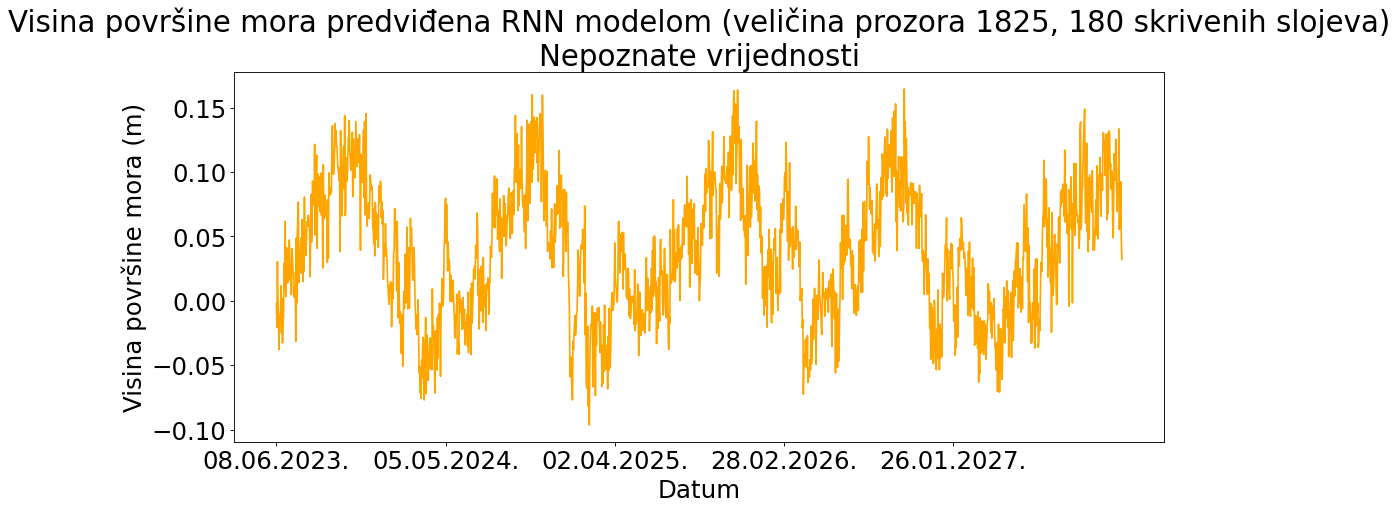 Visina površine mora predviđena RNN modelom (veličina prozora 1825, 180 skrivenih slojeva)
Nepoznate vrijednosti
Visina površine mora (m)
0.15
0.10
0.05
0.00
−0.05
−0.10
08.06.2023. 05.05.2024. 02.04.2025. 28.02.2026. 26.01.2027.
Datum